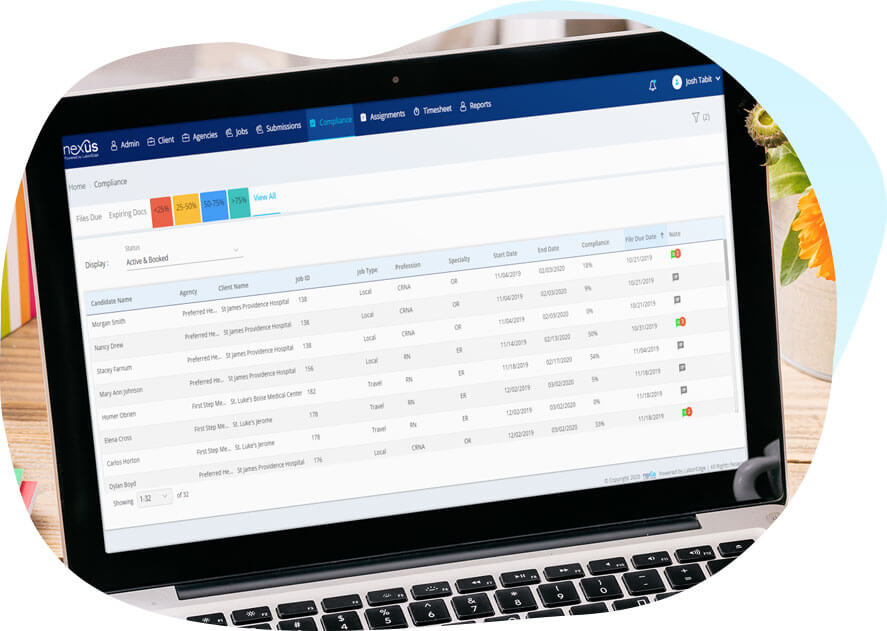 nexus Admin Client Agencies Jobs Submissions Compliance Assignments Timesheet Reports Josh Tabit
Powered by LaborEdge
(2)
Home Compliance
Files Due Expiring Docs <25% 25-50% 50-75% >75% View All
Status
Display : Active & Booked
Candidate Name Agency Client Name Job ID Job Type Profession Specialty Start Date End Date Compliance File Due Date Note
Morgan Smith Preferred He... St James Providence Hospital 138 Local CRNA OR 11/04/2019 02/03/2020 18% 10/21/2019
Nancy Drew Preferred He... St James Providence Hospital 138 Local CRNA OR 11/04/2019 02/03/2020 9% 10/21/2019
Stacey Farnum Preferred He... St James Providence Hospital 138 Local CRNA OR 11/04/2019 02/03/2020 0% 10/21/2019
Mary Ann Johnson Preferred He... St James Providence Hospital 156 Local RN ER 11/14/2019 02/13/2020 50% 10/31/2019
Homer Obrien First Step Me... St. Luke's Boise Medical Center 182 Travel RN ER 11/18/2019 02/17/2020 54% 11/04/2019
Elena Cross First Step Me... St. Luke's Jerome 178 Travel RN ER 12/02/2019 03/02/2020 5% 11/18/2019
Carlos Horton First Step Me... St. Luke's Jerome 178 Travel RN ER 12/02/2019 03/02/2020 0% 11/18/2019
Dylan Boyd Preferred He... St James Providence Hospital 176 Local CRNA OR 12/02/2019 03/02/2020 33% 11/18/2019
Showing 1-32 of 32
© Copyright 2020 nexus Powered by LaborEdge | All Rights